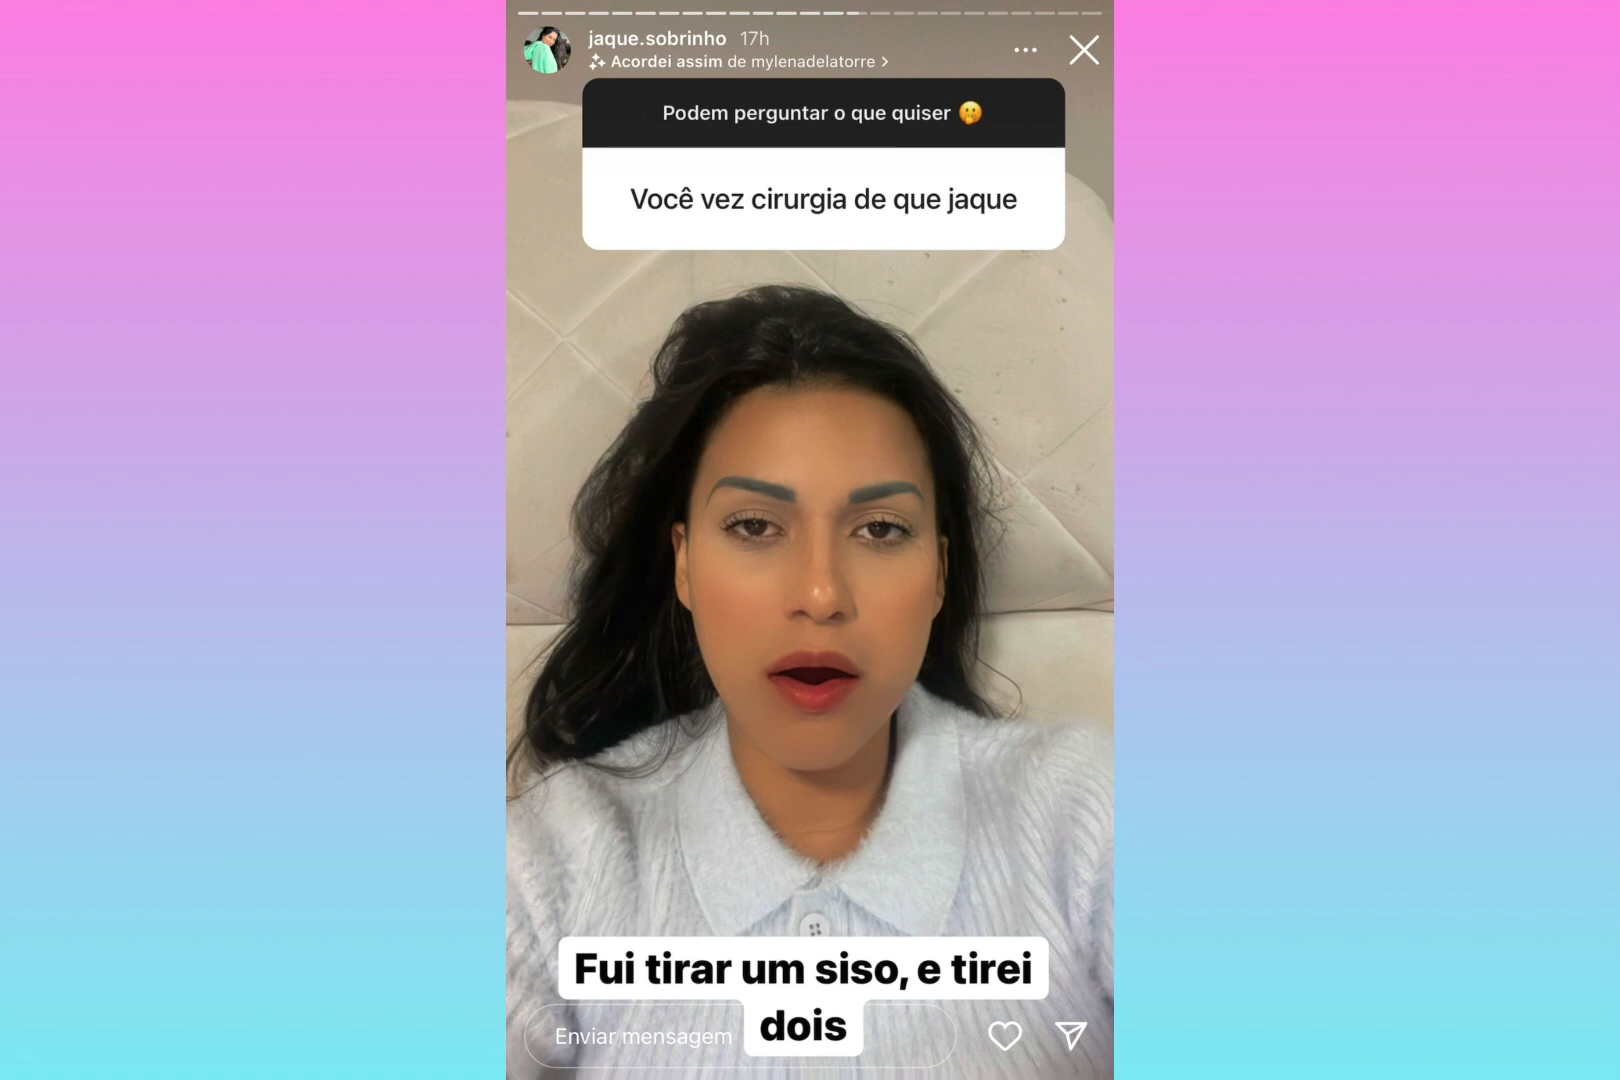 jaque.sobrinho 17h
Acordei assim de mylenadelatorre >
Podem perguntar o que quiser 🫢
Você vez cirurgia de que jaque
Fui tirar um siso, e tirei
dois
Enviar mensagem